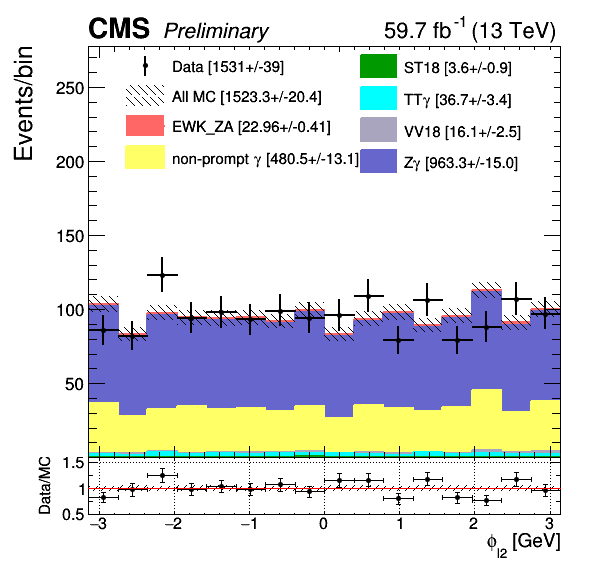 CMS Preliminary 59.7 fb⁻¹ (13 TeV)
Events/bin
Data [1531+/-39]
All MC [1523.3+/-20.4]
EWK_ZA [22.96+/-0.41]
non-prompt γ [480.5+/-13.1]
ST18 [3.6+/-0.9]
TTγ [36.7+/-3.4]
VV18 [16.1+/-2.5]
Zγ [963.3+/-15.0]
250
200
150
100
50
Data/MC
1.5
1
0.5
−3 −2 −1 0 1 2 3
ϕl2 [GeV]